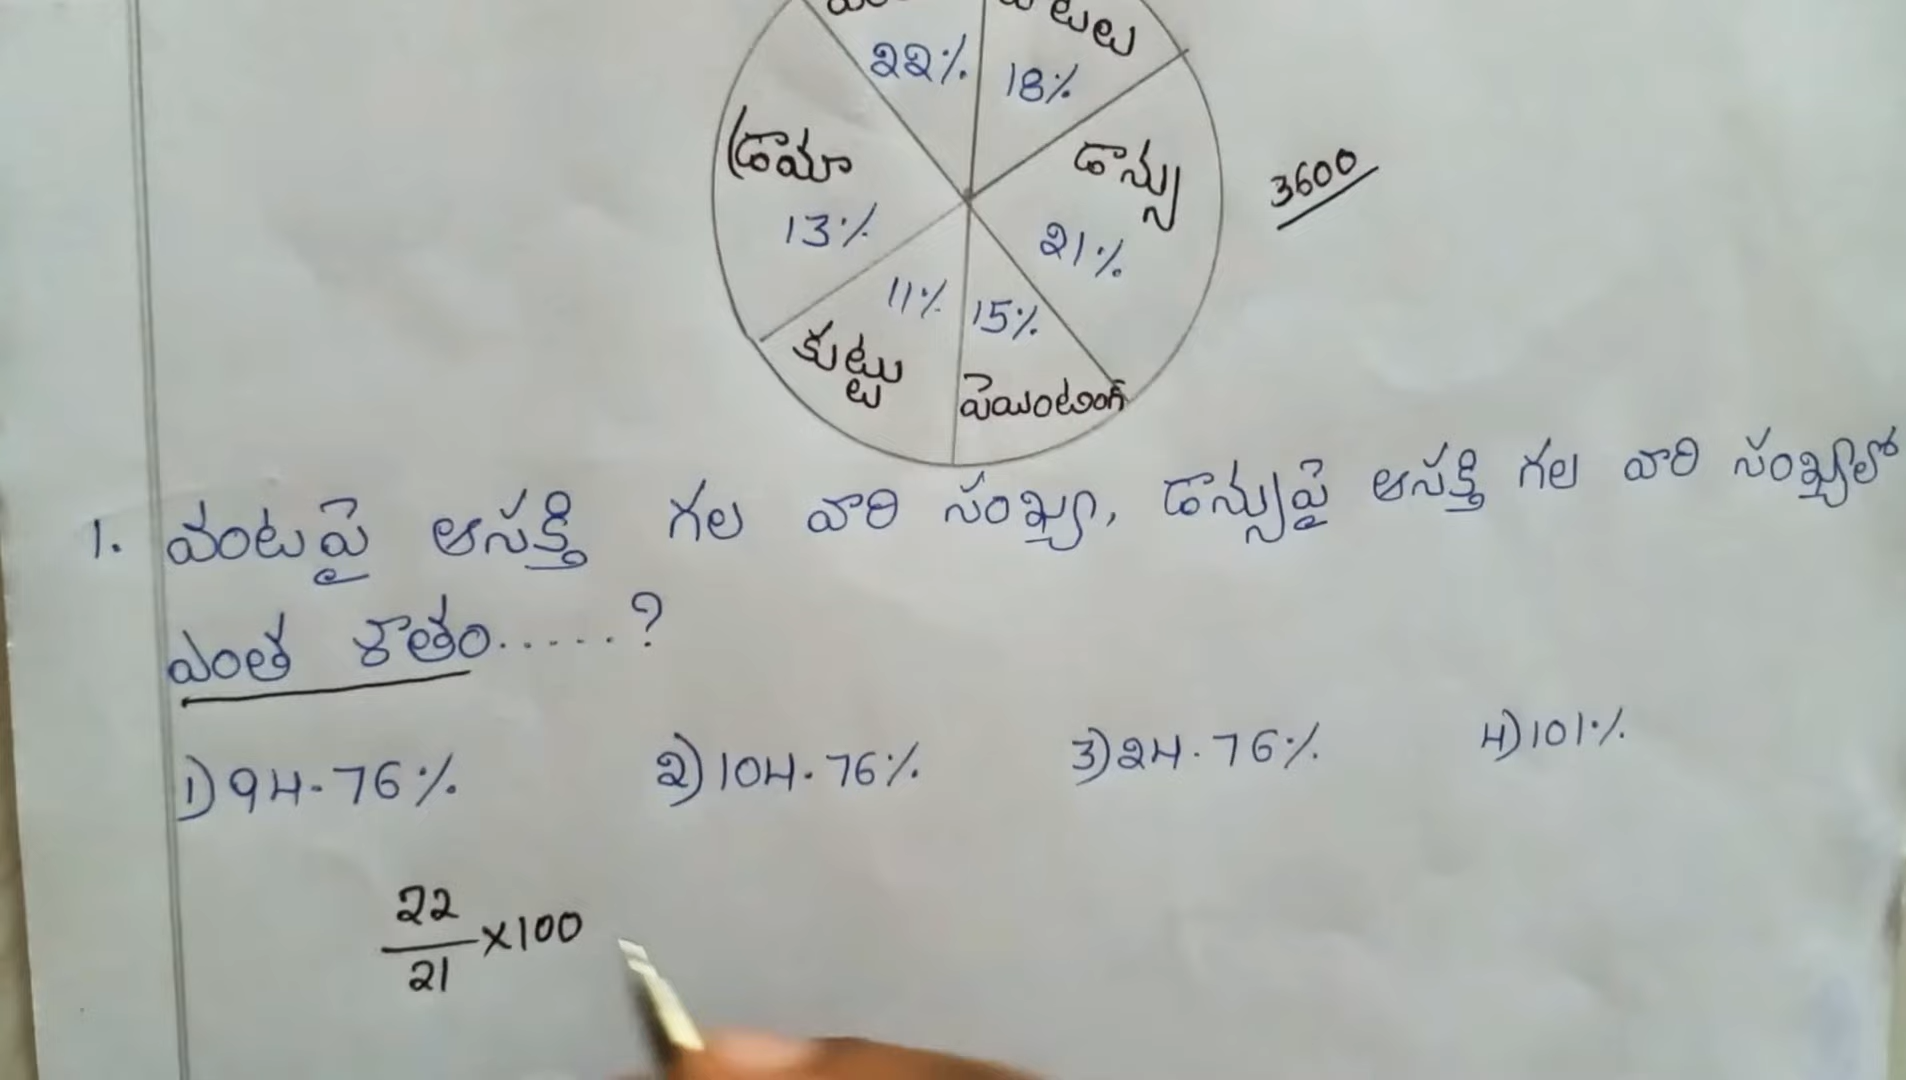 22%
18%
(డామా
13%
డాన్సు
21%
3600
11%
15%
కుట్టు
పెయింటింగ్
1. వంటపై ఆసక్తి గల వారి సంఖ్య, డాన్సుపై ఆసక్తి గల వారి సంఖ్యలో
ఎంత శాతం.....?
1) 94.76% 2) 104.76% 3) 24.76% 4) 101%
22
21 ×100